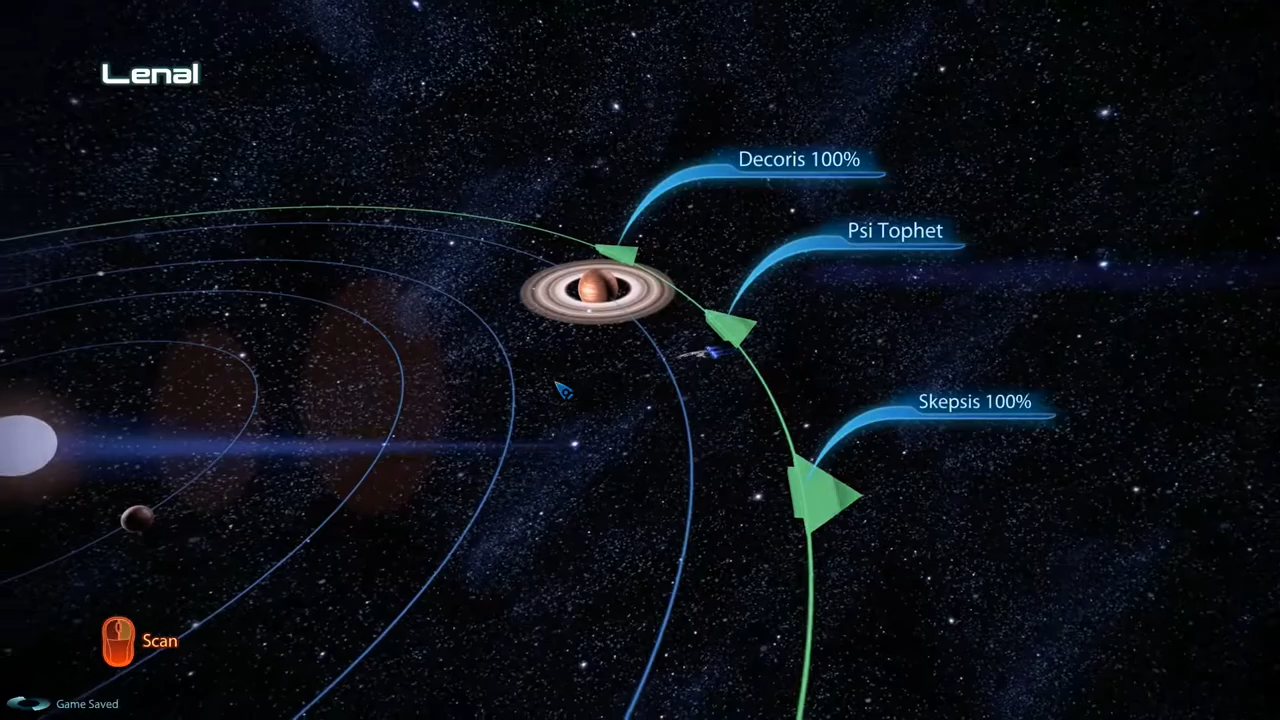 Lenal
Decoris 100%
Psi Tophet
Skepsis 100%
Scan
Game Saved